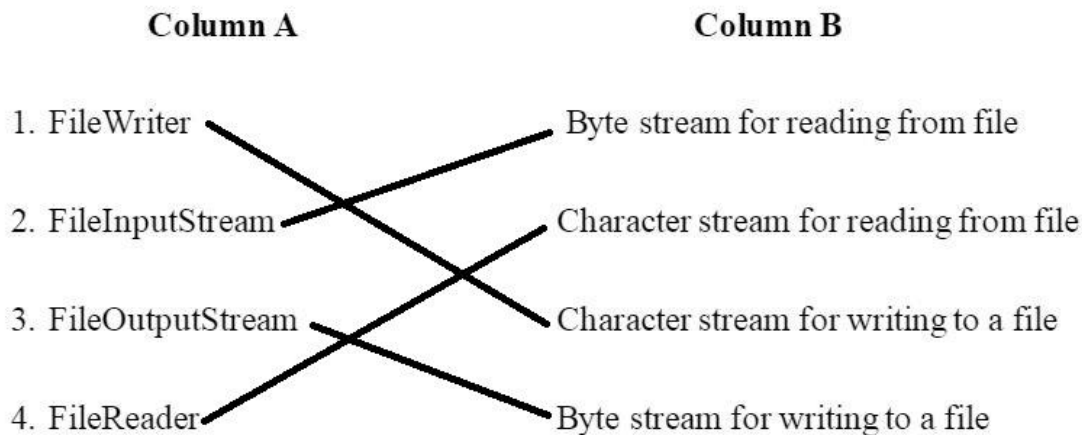 Column A Column B
1. FileWriter Byte stream for reading from file
2. FileInputStream Character stream for reading from file
3. FileOutputStream Character stream for writing to a file
4. FileReader Byte stream for writing to a file